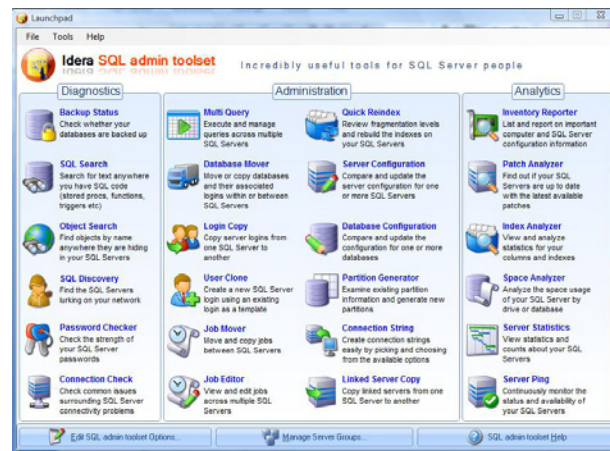 Launchpad
File Tools Help
Idera SQL admin toolset
Incredibly useful tools for SQL Server people
Diagnostics
Backup Status
Check whether your
databases are backed up
SQL Search
Search for text anywhere
you have SQL code
(stored procs, functions,
triggers etc)
Object Search
Find objects by name
anywhere they are hiding
in your SQL Servers
SQL Discovery
Find the SQL Servers
lurking on your network
Password Checker
Check the strength of
your SQL Server
passwords
Connection Check
Check common issues
surrounding SQL Server
connectivity problems
Administration
Multi Query
Execute and manage
queries across multiple
SQL Servers
Database Mover
Move or copy databases
and their associated
logins within or between
SQL Servers
Login Copy
Copy server logins from
one SQL Server to
another
User Clone
Create a new SQL Server
login using an existing
login as a template
Job Mover
Move and copy jobs
between SQL Servers
Job Editor
View and edit jobs
across multiple SQL
Servers
Quick Reindex
Review fragmentation levels
and rebuild the indexes on
your SQL Servers
Server Configuration
Compare and update the
server configuration for one
or more SQL Servers
Database Configuration
Compare and update the
configuration for one or more
databases
Partition Generator
Examine existing partition
information and generate new
partitions
Connection String
Create connection strings
easily by picking and choosing
from the available options
Linked Server Copy
Copy linked servers from one
SQL Server to another
Analytics
Inventory Reporter
List and report on important
computer and SQL Server
configuration information
Patch Analyzer
Find out if your SQL
Servers are up to date
with the latest available
patches
Index Analyzer
View and analyze
statistics for your
columns and indexes
Space Analyzer
Analyze the space usage
of your SQL Server by
drive or database
Server Statistics
View statistics and
counts about your SQL
Servers
Server Ping
Continuously monitor the
status and availability of
your SQL Servers
Edit SQL admin toolset Options...
Manage Server Groups...
SQL admin toolset Help